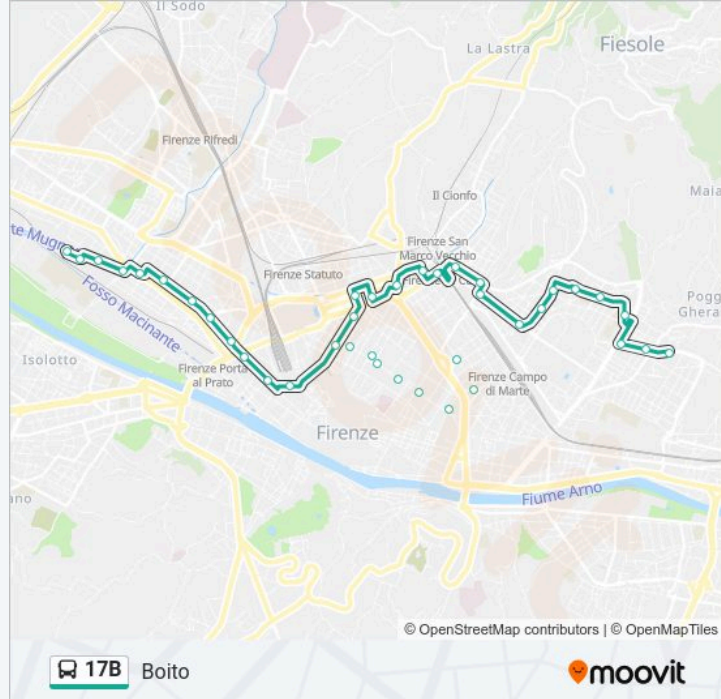 Il Sodo
La Lastra
Fiesole
Firenze Rifredi
Maia
Il Cionfo
te Mugn
Firenze San
Marco Vecchio
Firenze Statuto
Fosso Macinante
Pogg
Ghera
Isolotto
Firenze Porta
al Prato
Firenze Campo
di Marte
Firenze
ano
Fiume Arno
© OpenStreetMap contributors | © OpenMapTiles
17B Boito
moovit